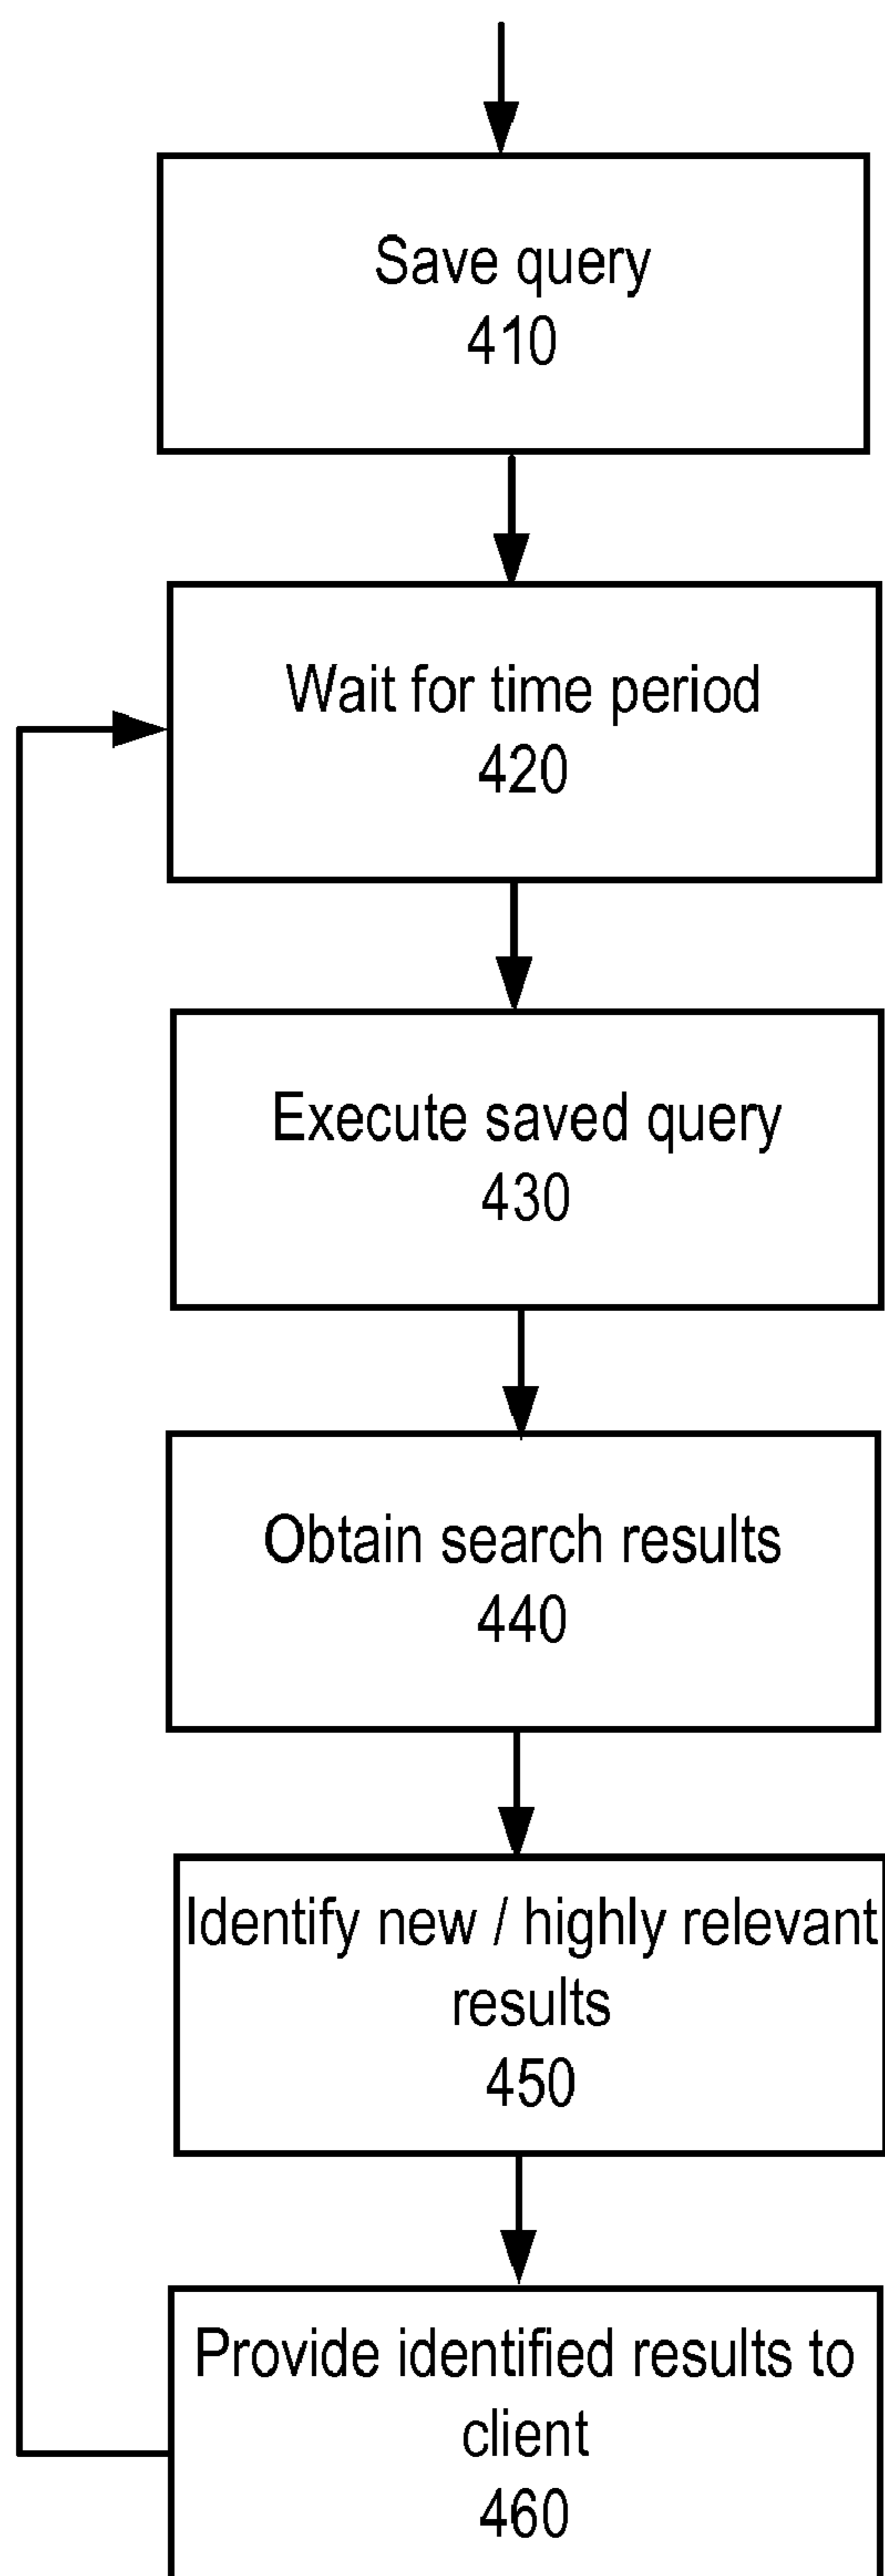 Save query
410
Wait for time period
420
Execute saved query
430
Obtain search results
440
Identify new / highly relevant
results
450
Provide identified results to
client
460